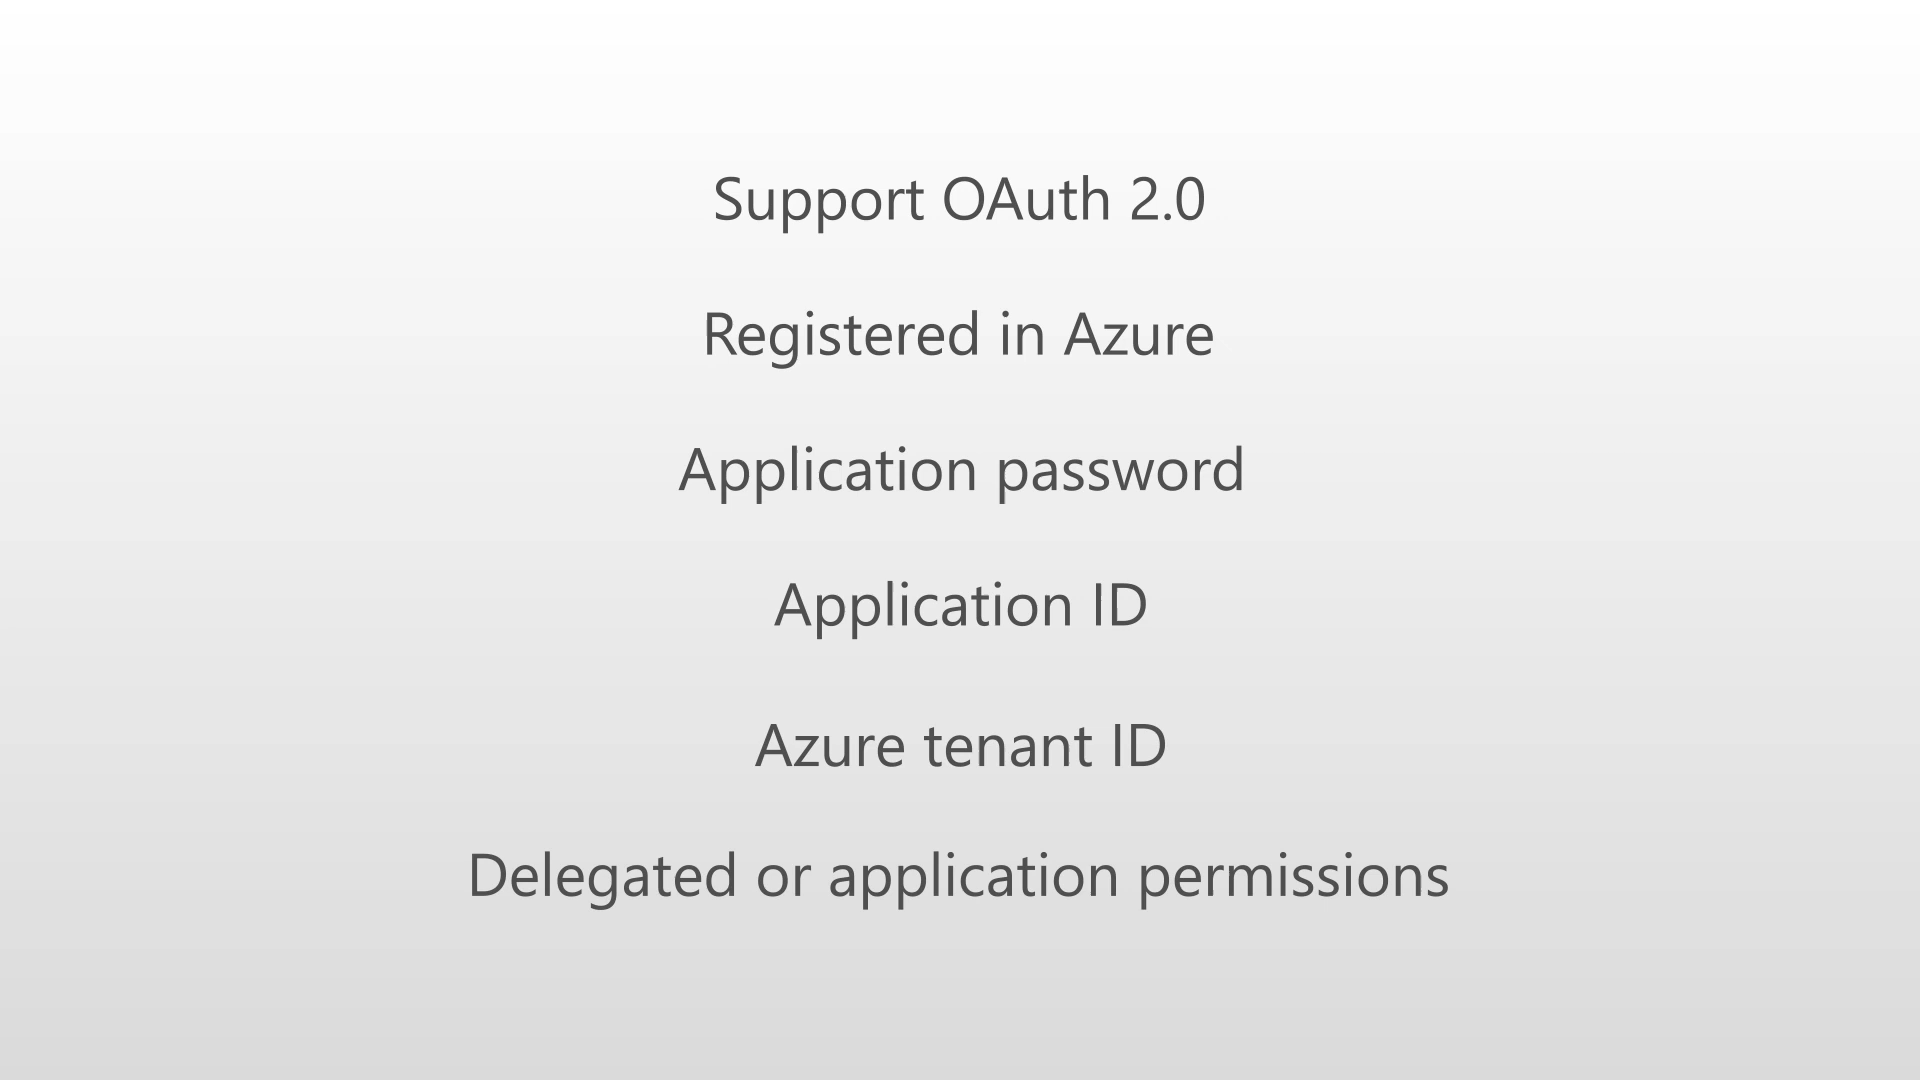 Support OAuth 2.0
Registered in Azure
Application password
Application ID
Azure tenant ID
Delegated or application permissions